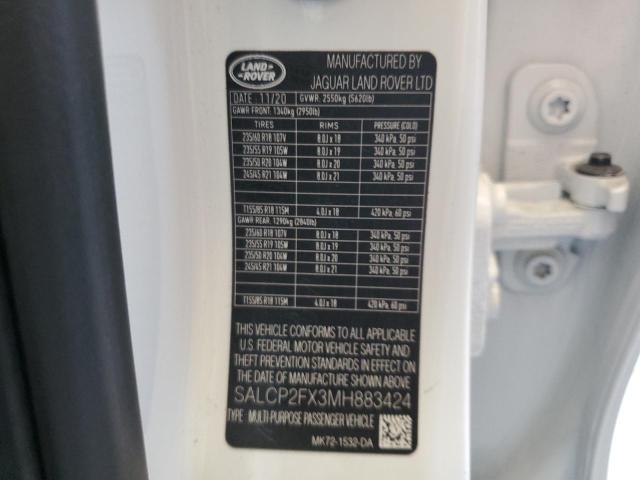 LAND
ROVER
MANUFACTURED BY
JAGUAR LAND ROVER LTD
DATE 11/20 GVWR: 2550kg (5620lb)
GAWR FRONT: 1340kg (2950lb)
TIRES RIMS PRESSURE (COLD)
235/60 R18 107V 8.0J x 18 340 kPa, 50 psi
235/55 R19 105W 8.0J x 19 340 kPa, 50 psi
235/50 R20 104W 8.0J x 20 340 kPa, 50 psi
245/45 R21 104W 8.0J x 21 340 kPa, 50 psi
T155/85 R18 115M 4.0J x 18 420 kPa, 60 psi
GAWR REAR: 1290kg (2840lb)
235/60 R18 107V 8.0J x 18 340 kPa, 50 psi
235/55 R19 105W 8.0J x 19 340 kPa, 50 psi
235/50 R20 104W 8.0J x 20 340 kPa, 50 psi
245/45 R21 104W 8.0J x 21 340 kPa, 50 psi
T155/85 R18 115M 4.0J x 18 420 kPa, 60 psi
THIS VEHICLE CONFORMS TO ALL APPLICABLE
U.S. FEDERAL MOTOR VEHICLE SAFETY AND
THEFT PREVENTION STANDARDS IN EFFECT ON
THE DATE OF MANUFACTURE SHOWN ABOVE
SALCP2FX3MH883424
TYPE: MULTI-PURPOSE PASSENGER VEHICLE
MK72-1532-DA